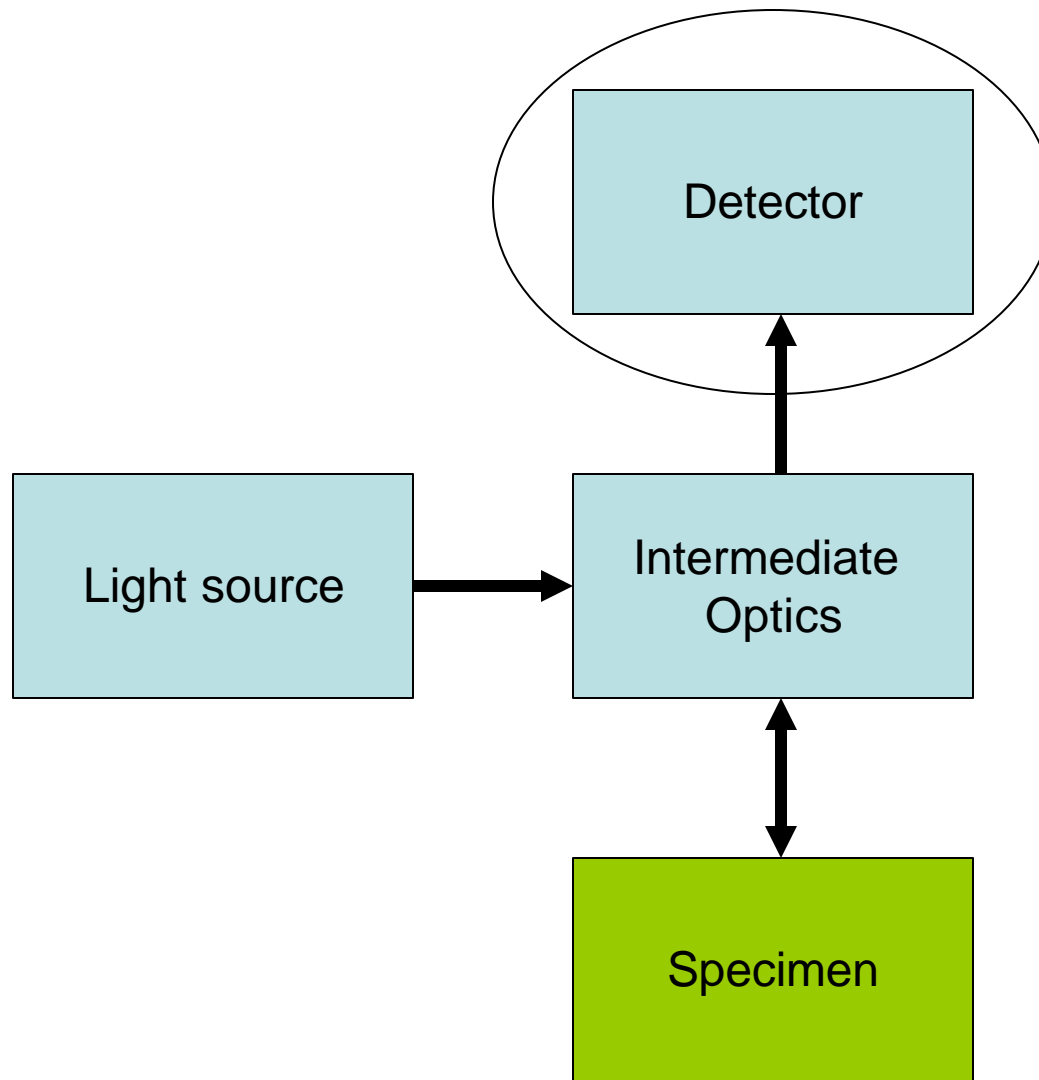 Detector
Light source
Intermediate
Optics
Specimen